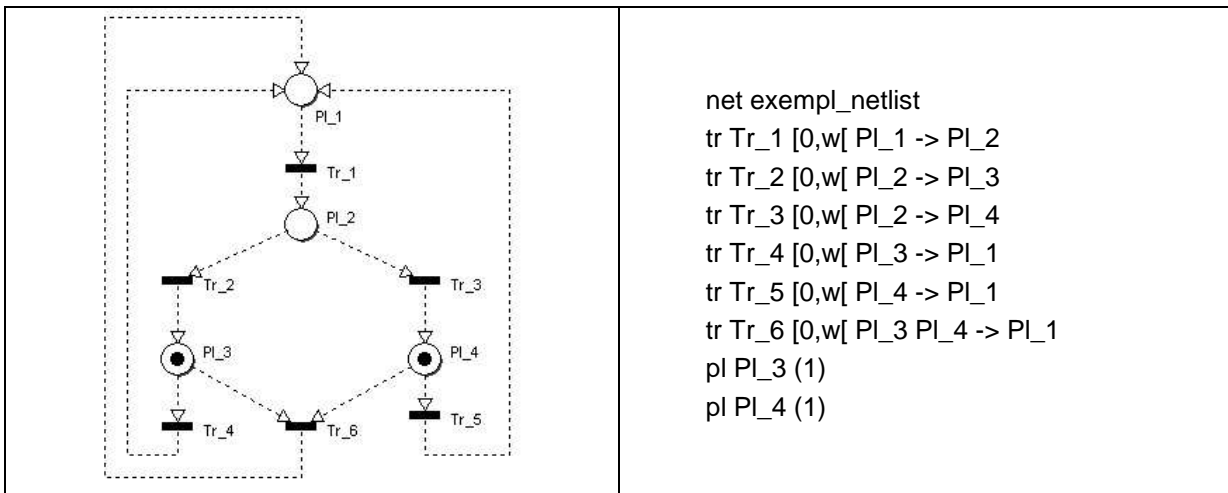 Pl_1
Tr_1
Pl_2
Tr_2
Tr_3
Pl_3
Pl_4
Tr_4
Tr_6
Tr_5
net exempl_netlist
tr Tr_1 [0,w[ Pl_1 -> Pl_2
tr Tr_2 [0,w[ Pl_2 -> Pl_3
tr Tr_3 [0,w[ Pl_2 -> Pl_4
tr Tr_4 [0,w[ Pl_3 -> Pl_1
tr Tr_5 [0,w[ Pl_4 -> Pl_1
tr Tr_6 [0,w[ Pl_3 Pl_4 -> Pl_1
pl Pl_3 (1)
pl Pl_4 (1)